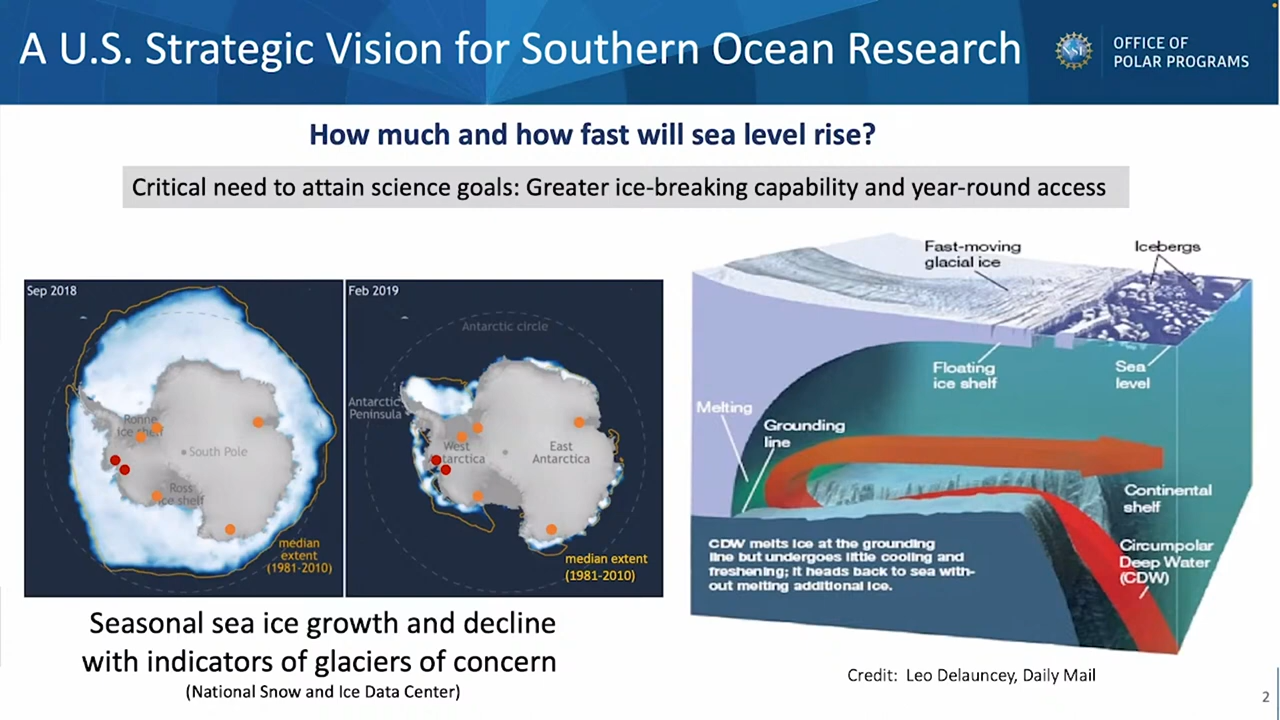 A U.S. Strategic Vision for Southern Ocean Research
NSF
OFFICE OF
POLAR PROGRAMS
How much and how fast will sea level rise?
Critical need to attain science goals: Greater ice-breaking capability and year-round access
Sep 2018
Ronne
ice shelf
South Pole
Ross
ice shelf
median
extent
(1981-2010)
Feb 2019
Antarctic circle
Antarctic
Peninsula
West
tarctica
East
Antarctica
median extent
(1981-2010)
Seasonal sea ice growth and decline
with indicators of glaciers of concern
(National Snow and Ice Data Center)
Fast-moving
glacial ice
Icebergs
Floating
ice shelf
Sea
level
Melting
Grounding
line
Continental
shelf
Circumpolar
Deep Water
(CDW)
CDW melts ice at the grounding
line but undergoes little cooling and
freshening; it heads back to sea with-
out melting additional ice.
Credit: Leo Delauncey, Daily Mail
2